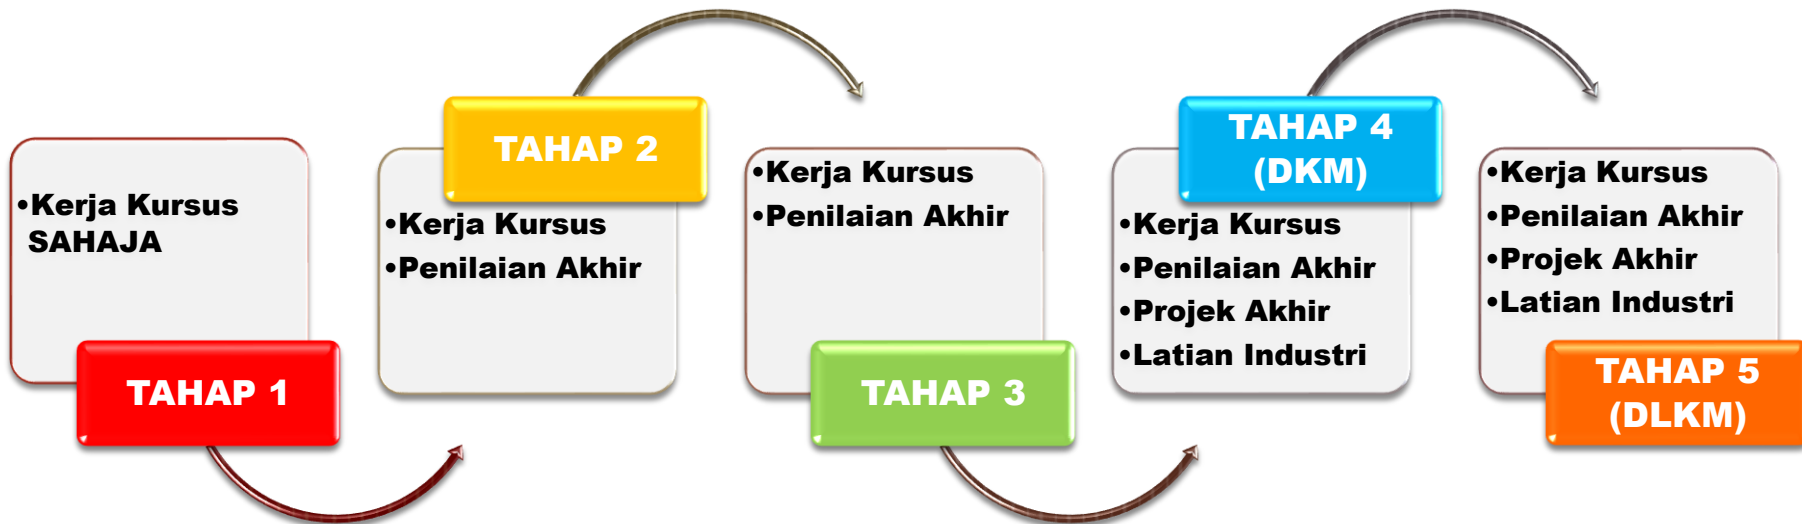 •Kerja Kursus
SAHAJA
TAHAP 1
TAHAP 2
•Kerja Kursus
•Penilaian Akhir
•Kerja Kursus
•Penilaian Akhir
TAHAP 3
TAHAP 4
(DKM)
•Kerja Kursus
•Penilaian Akhir
•Projek Akhir
•Latian Industri
•Kerja Kursus
•Penilaian Akhir
•Projek Akhir
•Latian Industri
TAHAP 5
(DLKM)